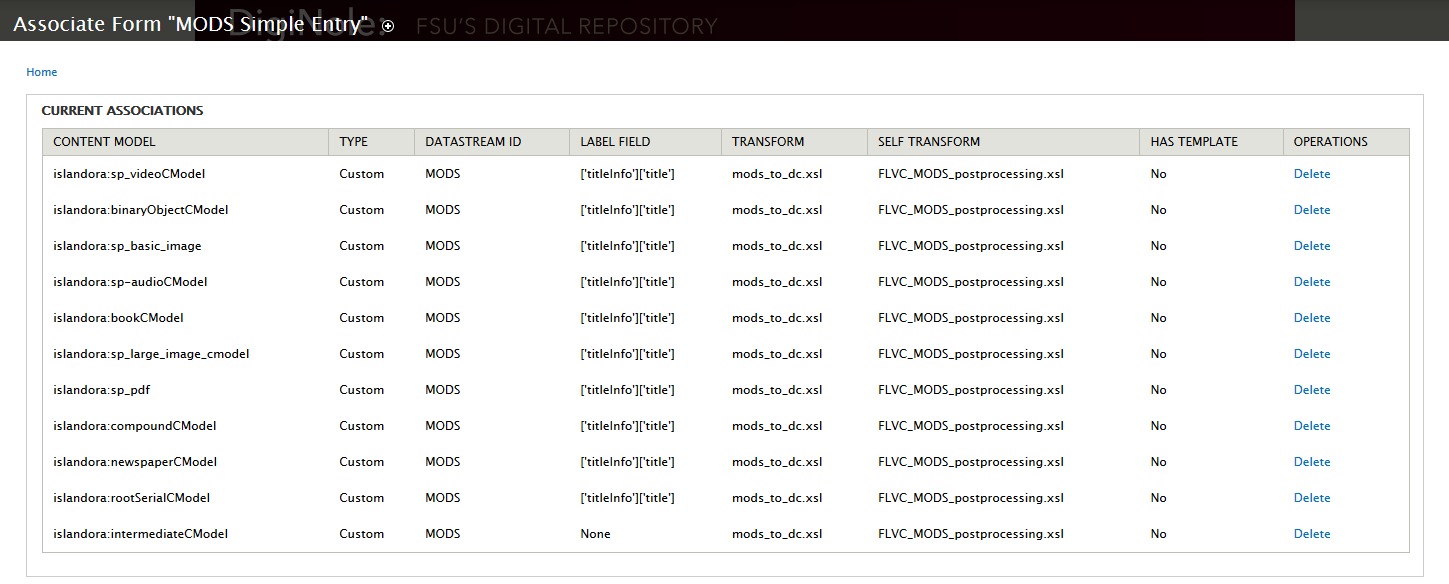 Associate Form "MODS Simple Entry"
DigiNole: FSU'S DIGITAL REPOSITORY
Home
CURRENT ASSOCIATIONS
CONTENT MODEL TYPE DATASTREAM ID LABEL FIELD TRANSFORM SELF TRANSFORM HAS TEMPLATE OPERATIONS
islandora:sp_videoCModel Custom MODS ['titleInfo']['title'] mods_to_dc.xsl FLVC_MODS_postprocessing.xsl No Delete
islandora:binaryObjectCModel Custom MODS ['titleInfo']['title'] mods_to_dc.xsl FLVC_MODS_postprocessing.xsl No Delete
islandora:sp_basic_image Custom MODS ['titleInfo']['title'] mods_to_dc.xsl FLVC_MODS_postprocessing.xsl No Delete
islandora:sp-audioCModel Custom MODS ['titleInfo']['title'] mods_to_dc.xsl FLVC_MODS_postprocessing.xsl No Delete
islandora:bookCModel Custom MODS ['titleInfo']['title'] mods_to_dc.xsl FLVC_MODS_postprocessing.xsl No Delete
islandora:sp_large_image_cmodel Custom MODS ['titleInfo']['title'] mods_to_dc.xsl FLVC_MODS_postprocessing.xsl No Delete
islandora:sp_pdf Custom MODS ['titleInfo']['title'] mods_to_dc.xsl FLVC_MODS_postprocessing.xsl No Delete
islandora:compoundCModel Custom MODS ['titleInfo']['title'] mods_to_dc.xsl FLVC_MODS_postprocessing.xsl No Delete
islandora:newspaperCModel Custom MODS ['titleInfo']['title'] mods_to_dc.xsl FLVC_MODS_postprocessing.xsl No Delete
islandora:rootSerialCModel Custom MODS ['titleInfo']['title'] mods_to_dc.xsl FLVC_MODS_postprocessing.xsl No Delete
islandora:intermediateCModel Custom MODS None mods_to_dc.xsl FLVC_MODS_postprocessing.xsl No Delete